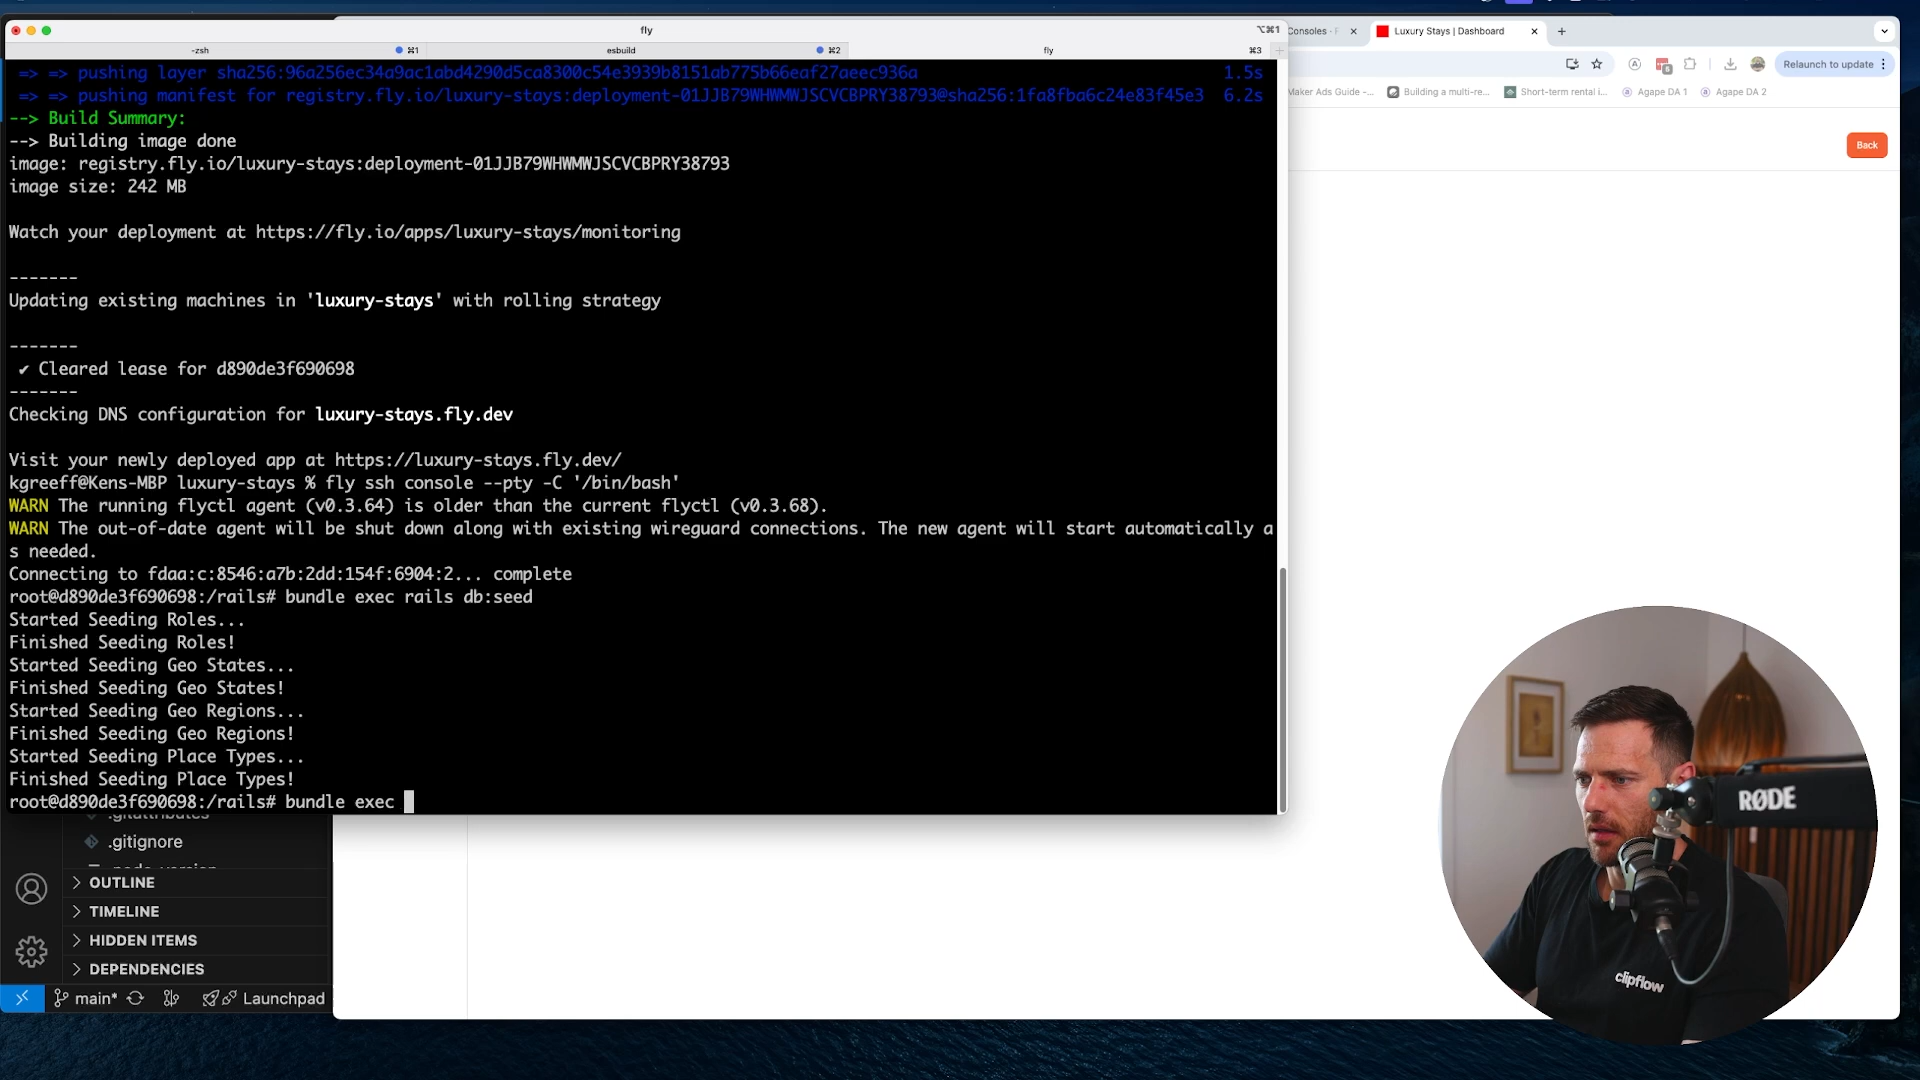 fly
⌥⌘1
-zsh
⌘1
esbuild
⌘2
fly
⌘3
=> => pushing layer sha256:96a256ec34a9ac1abd4290d5ca8300c54e3939b8151ab775b66eaf27aeec936a 1.5s
=> => pushing manifest for registry.fly.io/luxury-stays:deployment-01JJB79WHWMWJSCVCBPRY38793@sha256:1fa8fba6c24e83f45e3 6.2s
--> Build Summary:
--> Building image done
image: registry.fly.io/luxury-stays:deployment-01JJB79WHWMWJSCVCBPRY38793
image size: 242 MB
Watch your deployment at https://fly.io/apps/luxury-stays/monitoring
-------
Updating existing machines in 'luxury-stays' with rolling strategy
-------
✔ Cleared lease for d890de3f690698
-------
Checking DNS configuration for luxury-stays.fly.dev
Visit your newly deployed app at https://luxury-stays.fly.dev/
kgreeff@Kens-MBP luxury-stays % fly ssh console --pty -C '/bin/bash'
WARN The running flyctl agent (v0.3.64) is older than the current flyctl (v0.3.68).
WARN The out-of-date agent will be shut down along with existing wireguard connections. The new agent will start automatically a
s needed.
Connecting to fdaa:c:8546:a7b:2dd:154f:6904:2... complete
root@d890de3f690698:/rails# bundle exec rails db:seed
Started Seeding Roles...
Finished Seeding Roles!
Started Seeding Geo States...
Finished Seeding Geo States!
Started Seeding Geo Regions...
Finished Seeding Geo Regions!
Started Seeding Place Types...
Finished Seeding Place Types!
root@d890de3f690698:/rails# bundle exec
Consoles · F
Luxury Stays | Dashboard
Relaunch to update
Maker Ads Guide -...
Building a multi-re...
Short-term rental i...
Agape DA 1
Agape DA 2
Back
.gitattributes
.gitignore
.node-version
OUTLINE
TIMELINE
HIDDEN ITEMS
DEPENDENCIES
main*
Launchpad
RØDE
clipflow